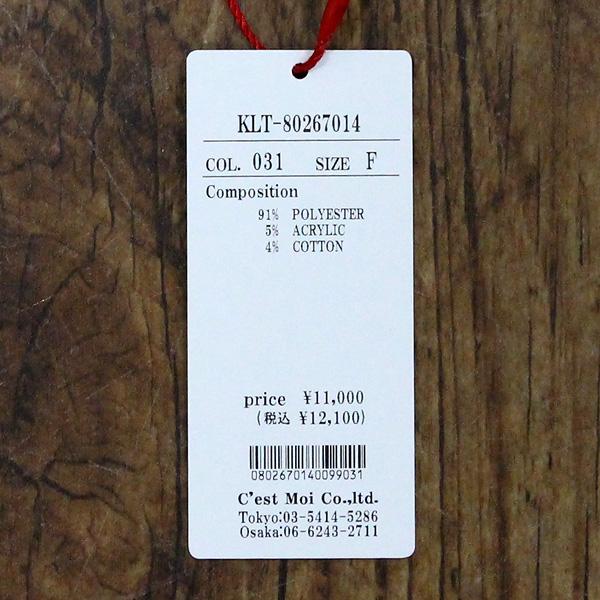 KLT-80267014
COL. 031 SIZE F
Composition
91% POLYESTER
5% ACRYLIC
4% COTTON
price ¥11,000
(税込 ¥12,100)
0802670140099031
C'est Moi Co.,ltd.
Tokyo:03-5414-5286
Osaka:06-6243-2711